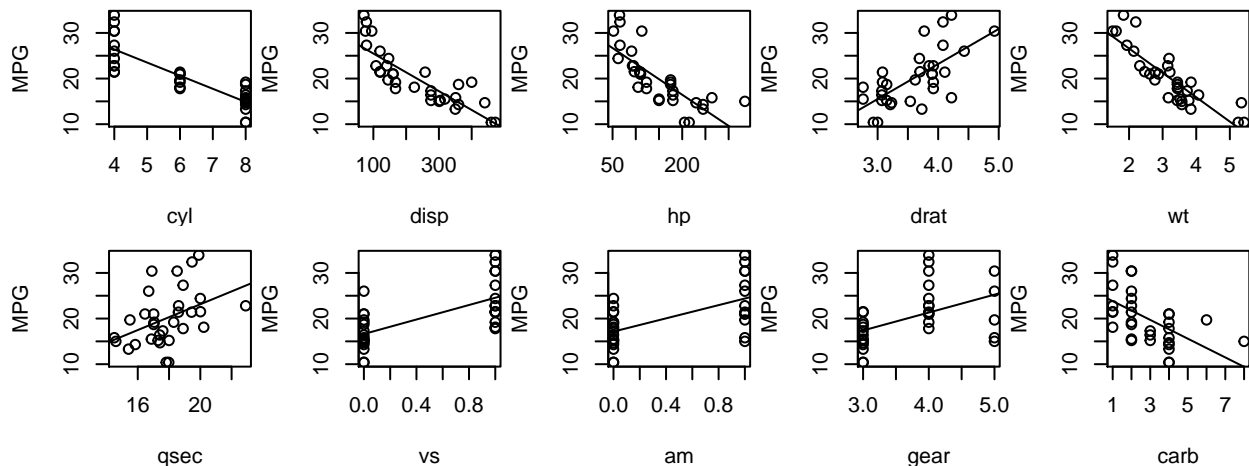 MPG
10 20 30
4 5 6 7 8
cyl
MPG
10 20 30
100 300
disp
MPG
10 20 30
50 200
hp
MPG
10 20 30
3.0 4.0 5.0
drat
MPG
10 20 30
2 3 4 5
wt
MPG
10 20 30
16 20
qsec
MPG
10 20 30
0.0 0.4 0.8
vs
MPG
10 20 30
0.0 0.4 0.8
am
MPG
10 20 30
3.0 4.0 5.0
gear
MPG
10 20 30
1 3 5 7
carb